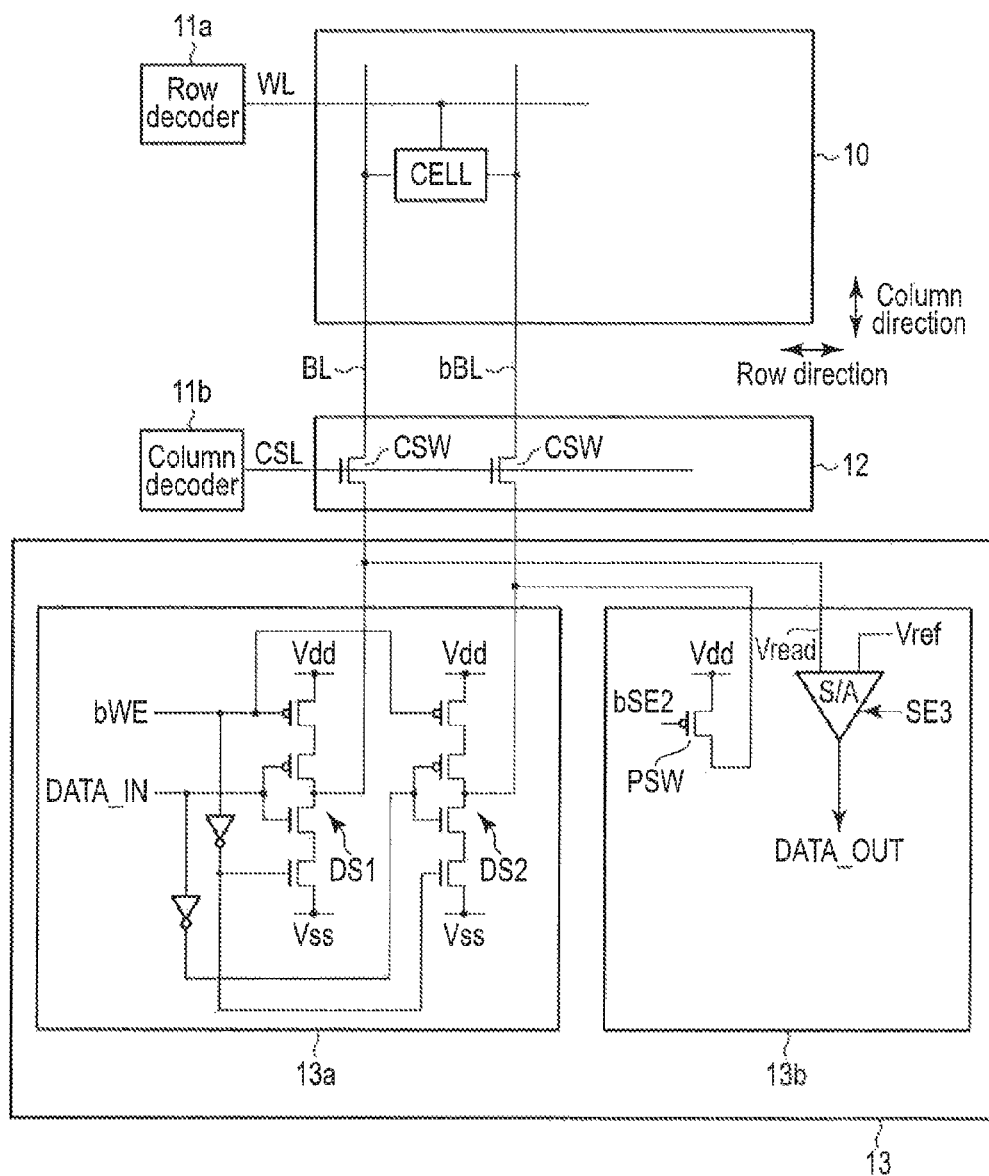 11a
Row
decoder
WL
CELL
10
Column
direction
Row direction
BL
bBL
11b
Column
decoder
CSL
CSW
CSW
12
Vdd
Vdd
bWE
DATA_IN
DS1
DS2
Vss
Vss
13a
Vread
Vref
Vdd
S/A
bSE2
SE3
PSW
DATA_OUT
13b
13